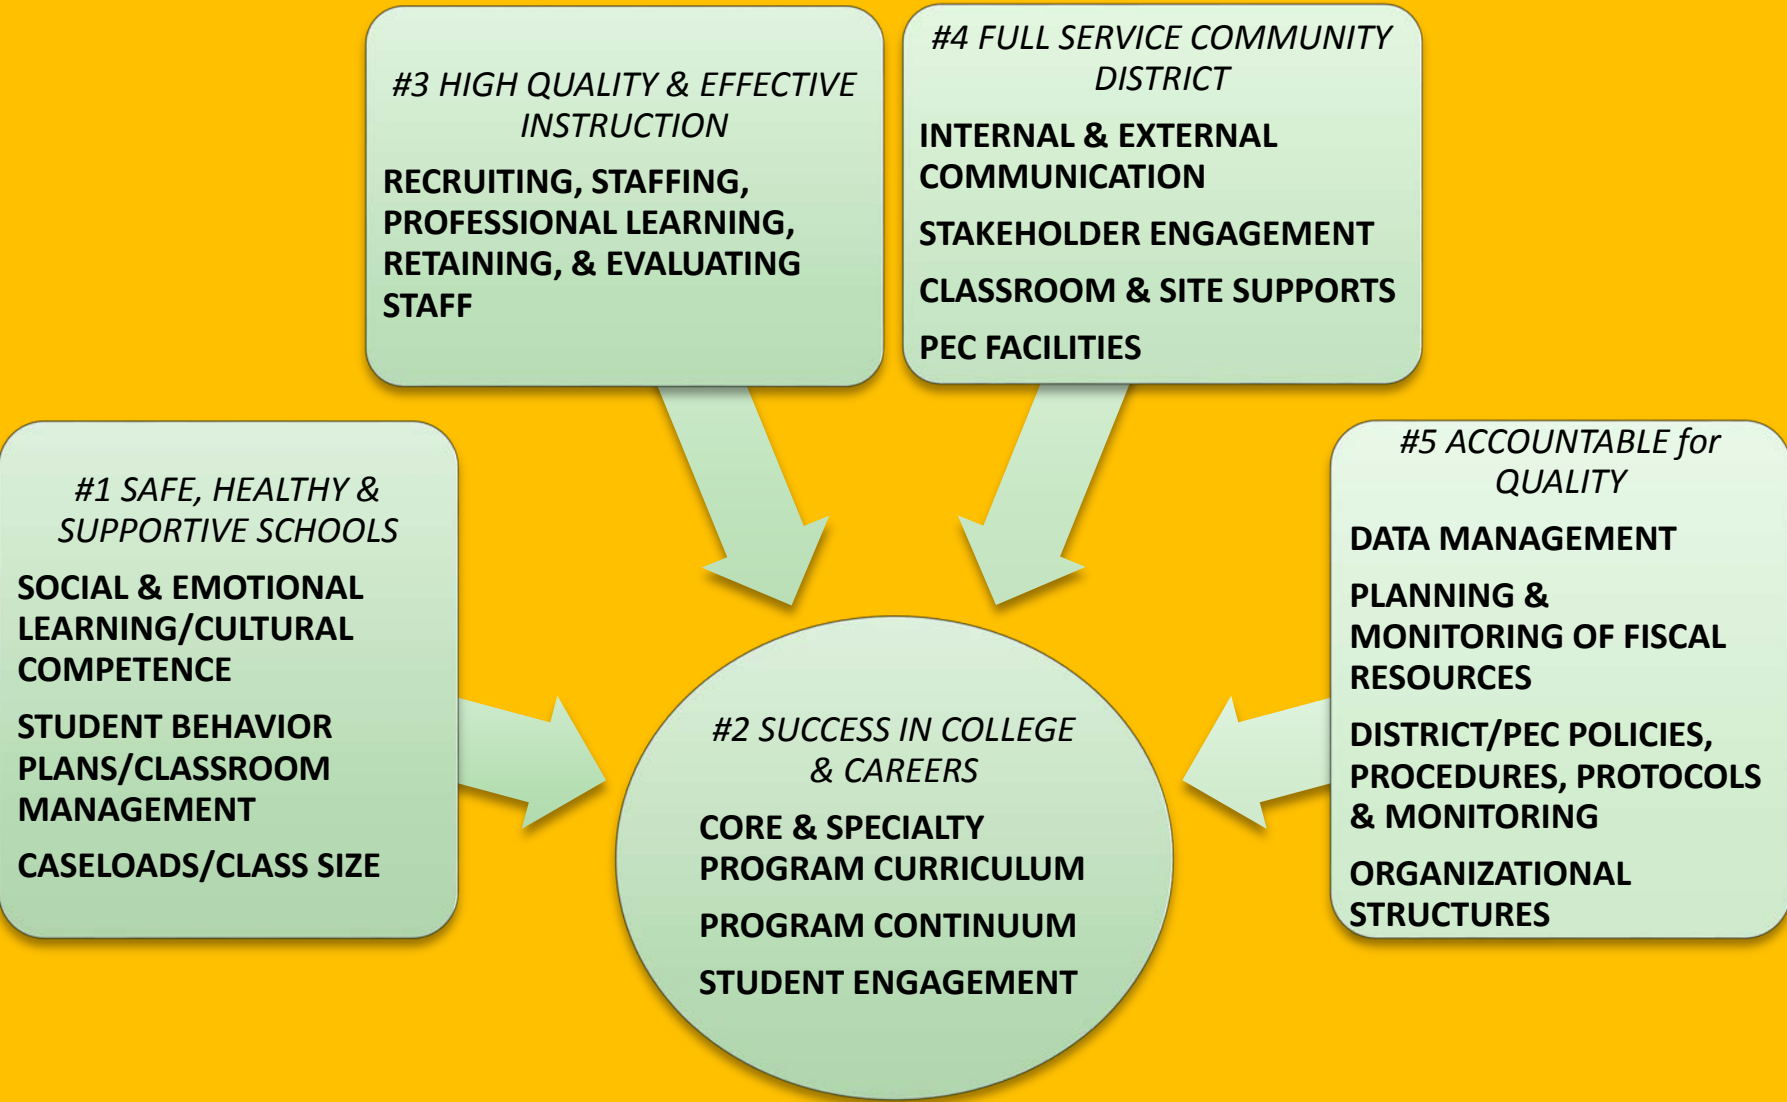 #3 HIGH QUALITY & EFFECTIVE
INSTRUCTION
RECRUITING, STAFFING,
PROFESSIONAL LEARNING,
RETAINING, & EVALUATING
STAFF
#4 FULL SERVICE COMMUNITY
DISTRICT
INTERNAL & EXTERNAL
COMMUNICATION
STAKEHOLDER ENGAGEMENT
CLASSROOM & SITE SUPPORTS
PEC FACILITIES
#1 SAFE, HEALTHY &
SUPPORTIVE SCHOOLS
SOCIAL & EMOTIONAL
LEARNING/CULTURAL
COMPETENCE
STUDENT BEHAVIOR
PLANS/CLASSROOM
MANAGEMENT
CASELOADS/CLASS SIZE
#2 SUCCESS IN COLLEGE
& CAREERS
CORE & SPECIALTY
PROGRAM CURRICULUM
PROGRAM CONTINUUM
STUDENT ENGAGEMENT
#5 ACCOUNTABLE for
QUALITY
DATA MANAGEMENT
PLANNING &
MONITORING OF FISCAL
RESOURCES
DISTRICT/PEC POLICIES,
PROCEDURES, PROTOCOLS
& MONITORING
ORGANIZATIONAL
STRUCTURES